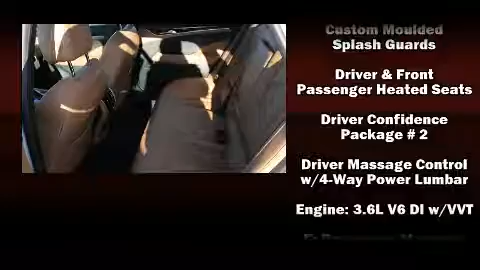 Custom Moulded
Splash Guards
Driver & Front
Passenger Heated Seats
Driver Confidence
Package # 2
Driver Massage Control
w/4-Way Power Lumbar
Engine: 3.6L V6 DI w/VVT